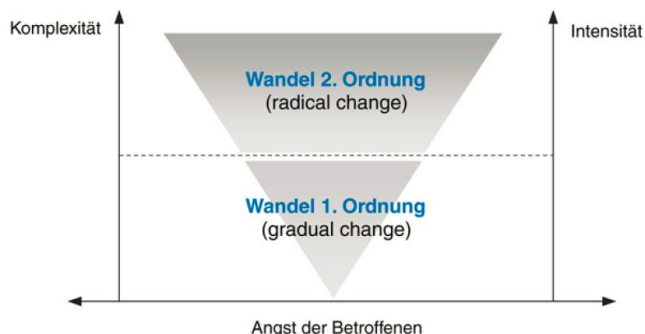 Komplexität
Intensität
Wandel 2. Ordnung
(radical change)
Wandel 1. Ordnung
(gradual change)
Angst der Betroffenen